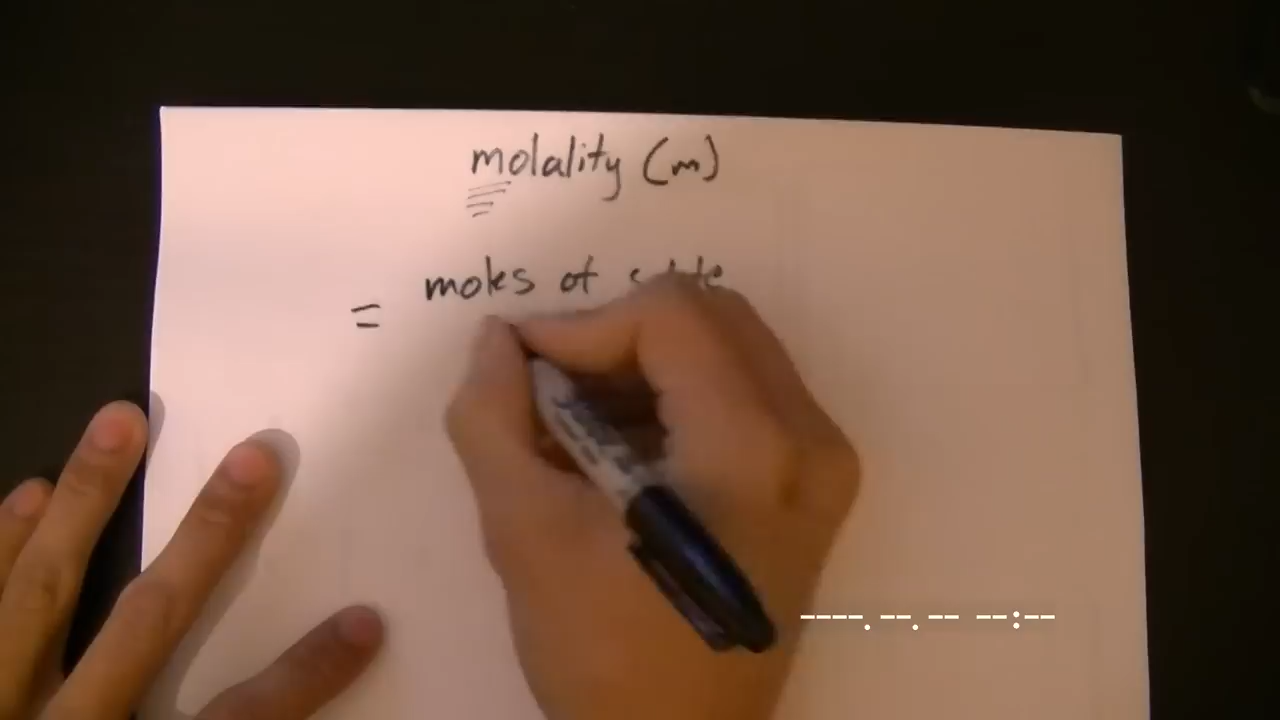 molality (m)
= moles of
----.--.-- --:--